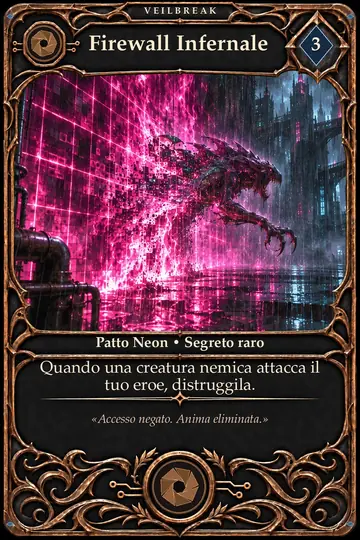 VEILBREAK
Firewall Infernale
3
Patto Neon • Segreto raro
Quando una creatura nemica attacca il
tuo eroe, distruggila.
«Accesso negato. Anima eliminata.»